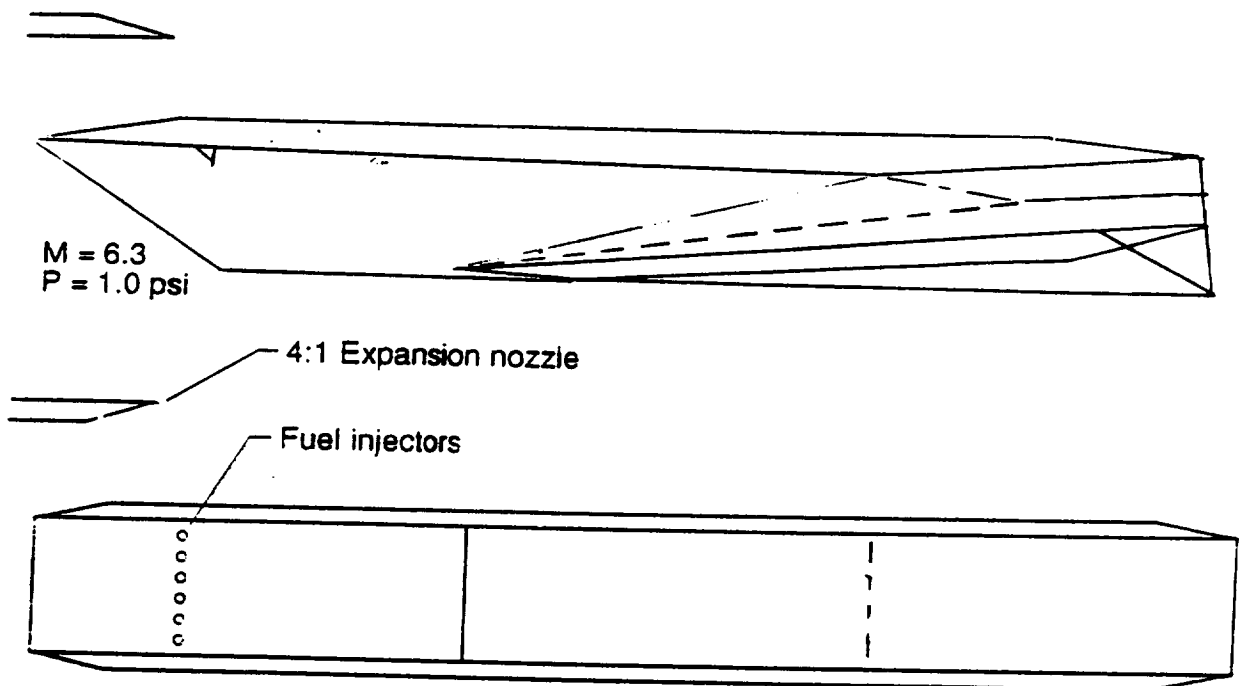 M = 6.3
P = 1.0 psi
4:1 Expansion nozzle
Fuel injectors